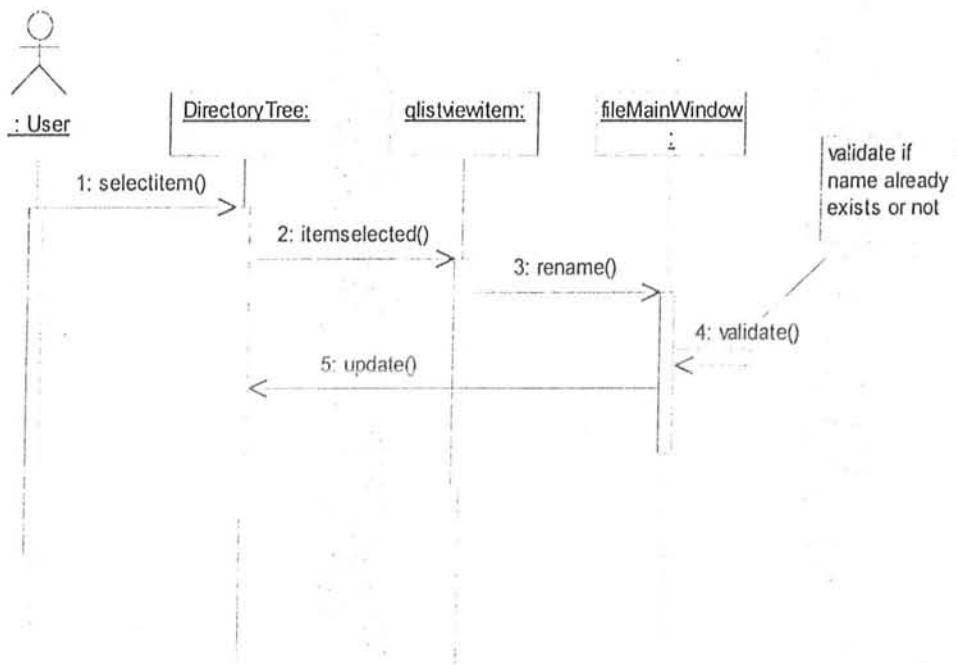 : User
DirectoryTree:
qlistviewitem:
fileMainWindow
:
validate if
name already
exists or not
1: selectitem()
2: itemselected()
3: rename()
4: validate()
5: update()